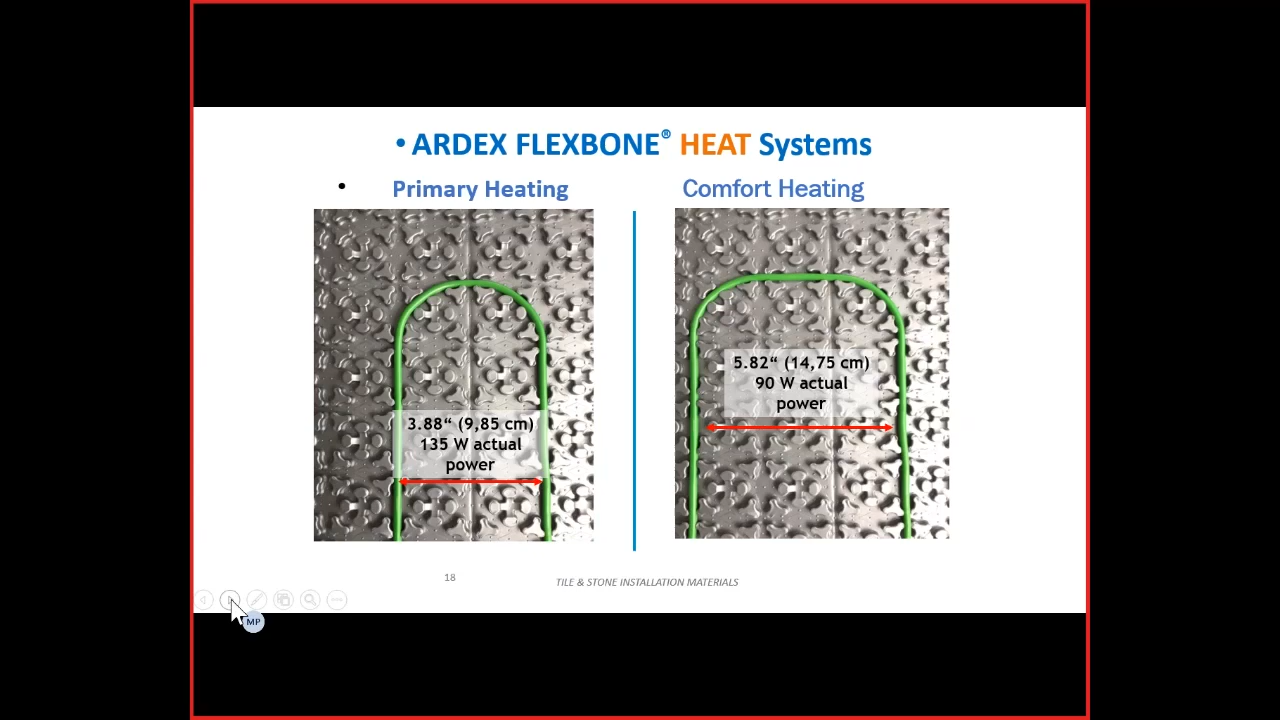 • ARDEX FLEXBONE® HEAT Systems
• Primary Heating
Comfort Heating
3.88“ (9,85 cm)
135 W actual
power
5.82“ (14,75 cm)
90 W actual
power
18
TILE & STONE INSTALLATION MATERIALS
MP